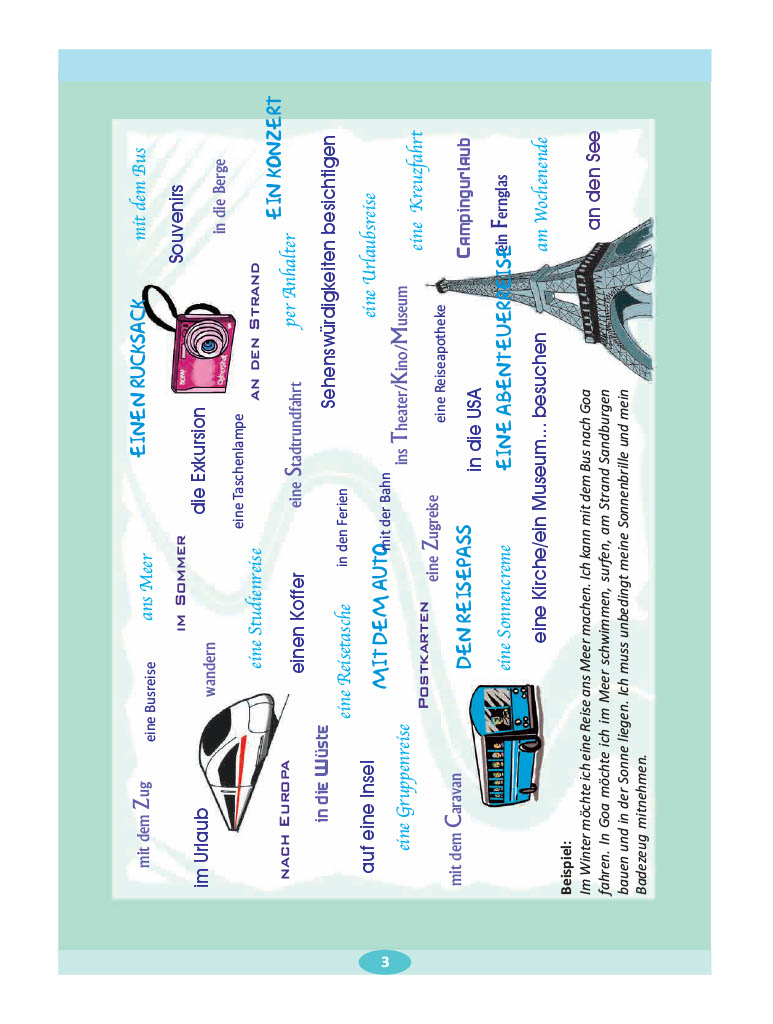 mit dem Zug
eine Busreise
ans Meer
EINEN RUCKSACK
mit dem Bus
im Urlaub
wandern
IM SOMMER
die Exkursion
Souvenirs
in die Berge
eine Studienreise
eine Taschenlampe
AN DEN STRAND
EIN KONZERT
NACH EUROPA
einen Koffer
eine Stadtrundfahrt
per Anhalter
in die Wüste
eine Reisetasche
in den Ferien
Sehenswürdigkeiten besichtigen
auf eine Insel
MIT DEM AUTO
mit der Bahn
eine Urlaubsreise
eine Gruppenreise
POSTKARTEN
eine Zugreise
ins Theater/Kino/Museum
eine Kreuzfahrt
mit dem Caravan
DEN REISEPASS
eine Reiseapotheke
in die USA
Campingurlaub
eine Sonnencreme
EINE ABENTEUERREISE
ein Fernglas
eine Kirche/ein Museum... besuchen
am Wochenende
an den See
Beispiel:
Im Winter möchte ich eine Reise ans Meer machen. Ich kann mit dem Bus nach Goa
fahren. In Goa möchte ich im Meer schwimmen, surfen, am Strand Sandburgen
bauen und in der Sonne liegen. Ich muss unbedingt meine Sonnenbrille und mein
Badezeug mitnehmen.
3